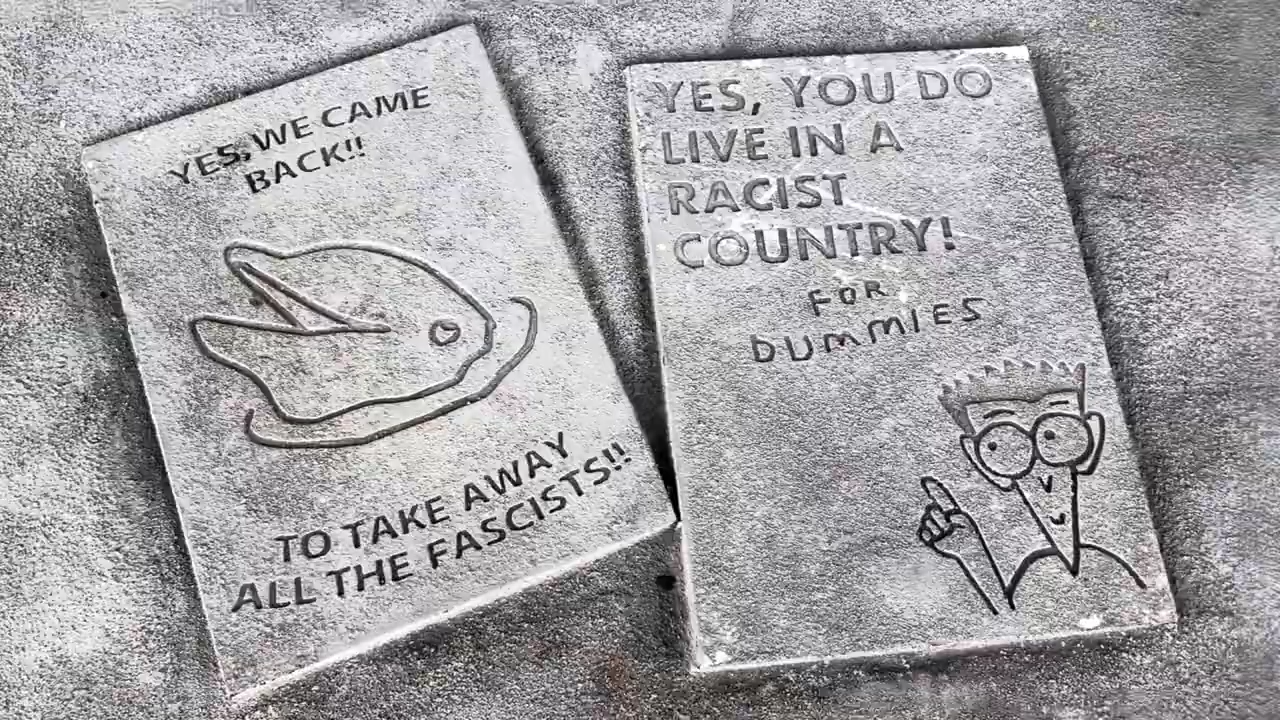 YES, WE CAME
BACK!!
TO TAKE AWAY
ALL THE FASCISTS!!
YES, YOU DO
LIVE IN A
RACIST
COUNTRY!
FOR
DUMMIES